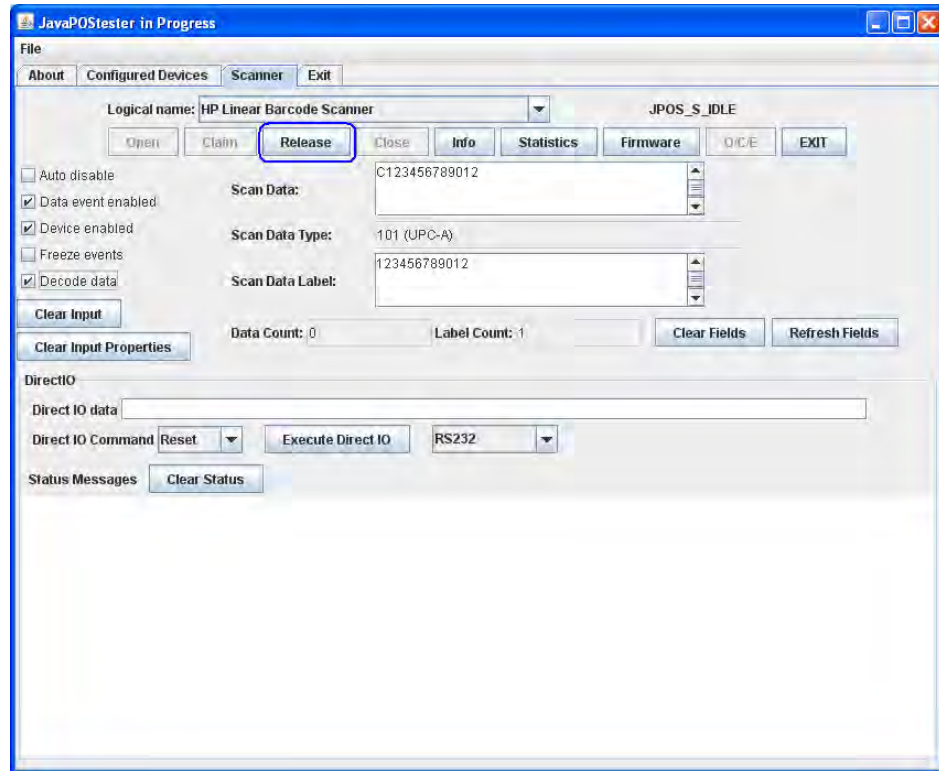 JavaPOStester in Progress
File
About Configured Devices Scanner Exit
Logical name: HP Linear Barcode Scanner JPOS_S_IDLE
Open Claim Release Close Info Statistics Firmware O/C/E EXIT
Auto disable
Data event enabled
Device enabled
Freeze events
Decode data
Clear Input
Clear Input Properties
Scan Data: C123456789012
Scan Data Type: 101 (UPC-A)
Scan Data Label: 123456789012
Data Count: 0 Label Count: 1 Clear Fields Refresh Fields
DirectIO
Direct IO data
Direct IO Command Reset Execute Direct IO RS232
Status Messages Clear Status